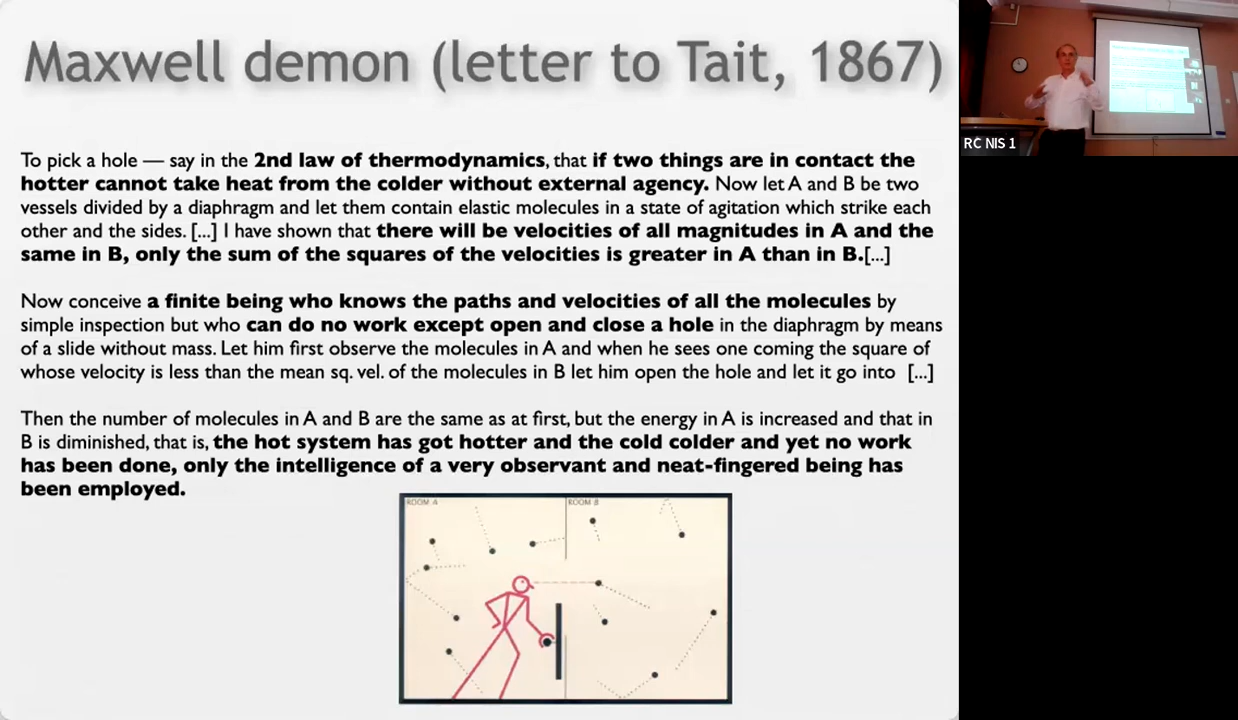 Maxwell demon (letter to Tait, 1867)
To pick a hole — say in the 2nd law of thermodynamics, that if two things are in contact the
hotter cannot take heat from the colder without external agency. Now let A and B be two
vessels divided by a diaphragm and let them contain elastic molecules in a state of agitation which strike each
other and the sides. [...] I have shown that there will be velocities of all magnitudes in A and the
same in B, only the sum of the squares of the velocities is greater in A than in B.[...]
Now conceive a finite being who knows the paths and velocities of all the molecules by
simple inspection but who can do no work except open and close a hole in the diaphragm by means
of a slide without mass. Let him first observe the molecules in A and when he sees one coming the square of
whose velocity is less than the mean sq. vel. of the molecules in B let him open the hole and let it go into [...]
Then the number of molecules in A and B are the same as at first, but the energy in A is increased and that in
B is diminished, that is, the hot system has got hotter and the cold colder and yet no work
has been done, only the intelligence of a very observant and neat-fingered being has
been employed.
ROOM A
ROOM B
RC NIS 1